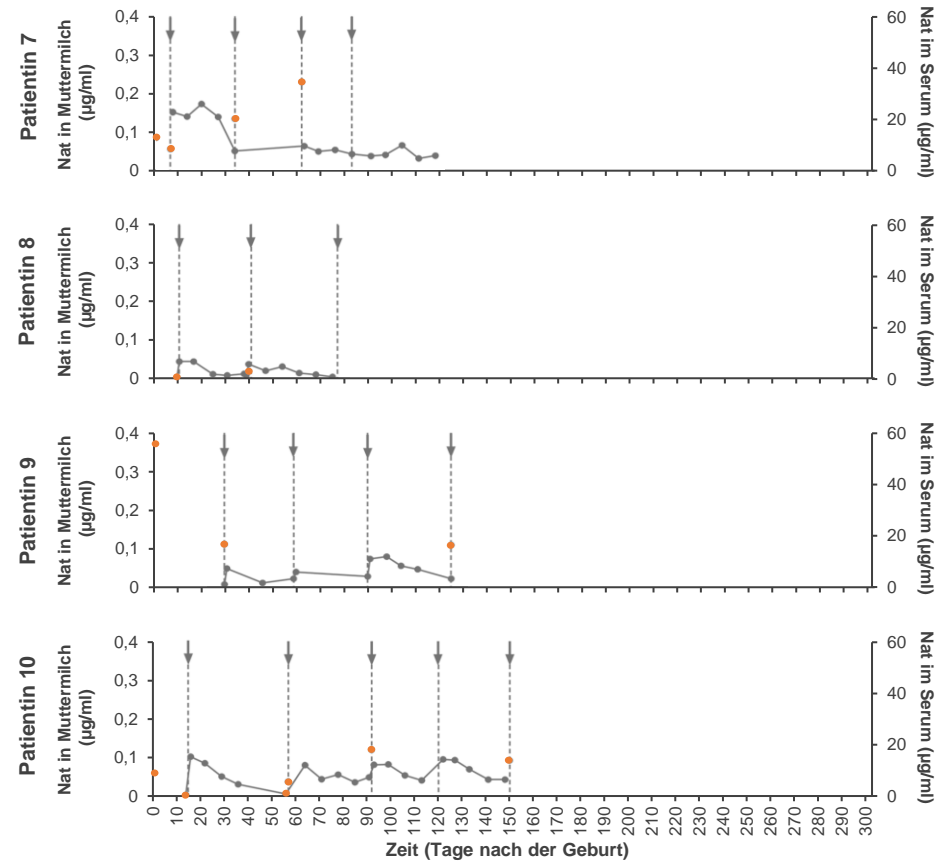 Patientin 7
Nat in Muttermilch
(µg/ml)
0,4
0,3
0,2
0,1
0
60
40
20
0
Nat im Serum (µg/ml)
Patientin 8
Nat in Muttermilch
(µg/ml)
0,4
0,3
0,2
0,1
0
60
40
20
0
Nat im Serum (µg/ml)
Patientin 9
Nat in Muttermilch
(µg/ml)
0,4
0,3
0,2
0,1
0
60
40
20
0
Nat im Serum (µg/ml)
Patientin 10
Nat in Muttermilch
(µg/ml)
0,4
0,3
0,2
0,1
0
60
40
20
0
Nat im Serum (µg/ml)
0 10 20 30 40 50 60 70 80 90 100 110 120 130 140 150 160 170 180 190 200 210 220 230 240 250 260 270 280 290 300
Zeit (Tage nach der Geburt)